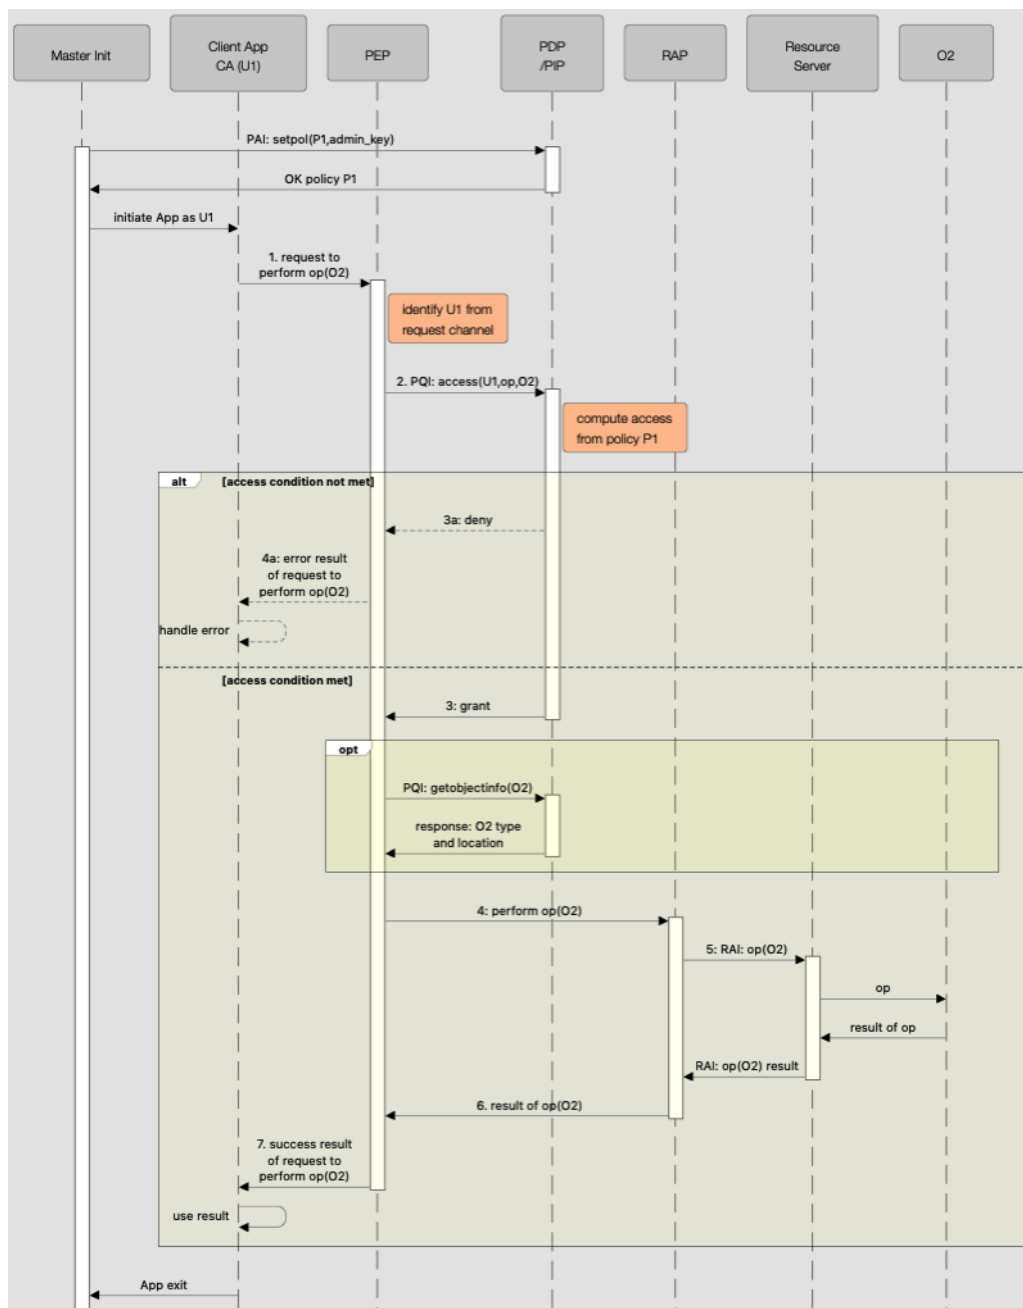 Master Init
Client App
CA (U1)
PEP
PDP
/PIP
RAP
Resource
Server
O2
PAI: setpol(P1,admin_key)
OK policy P1
initiate App as U1
1. request to
perform op(O2)
identify U1 from
request channel
2. PQI: access(U1,op,O2)
compute access
from policy P1
alt
[access condition not met]
3a: deny
4a: error result
of request to
perform op(O2)
handle error
[access condition met]
3: grant
opt
PQI: getobjectinfo(O2)
response: O2 type
and location
4: perform op(O2)
5: RAI: op(O2)
op
result of op
RAI: op(O2) result
6. result of op(O2)
7. success result
of request to
perform op(O2)
use result
App exit